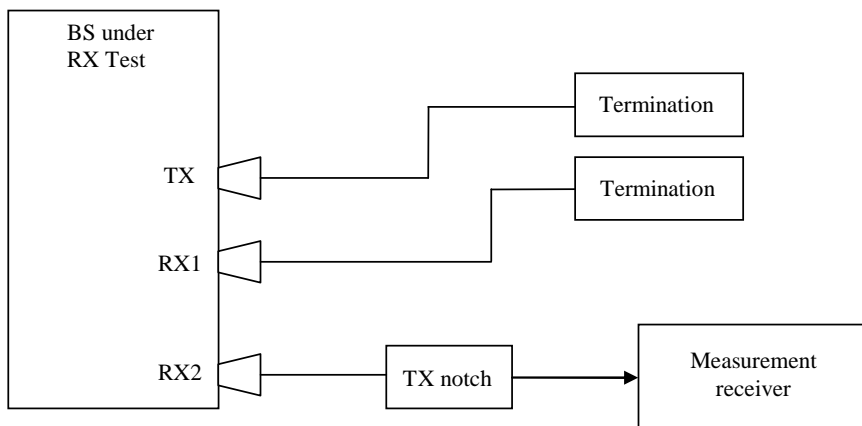 BS under
RX Test
Termination
Termination
TX
RX1
RX2
TX notch
Measurement
receiver